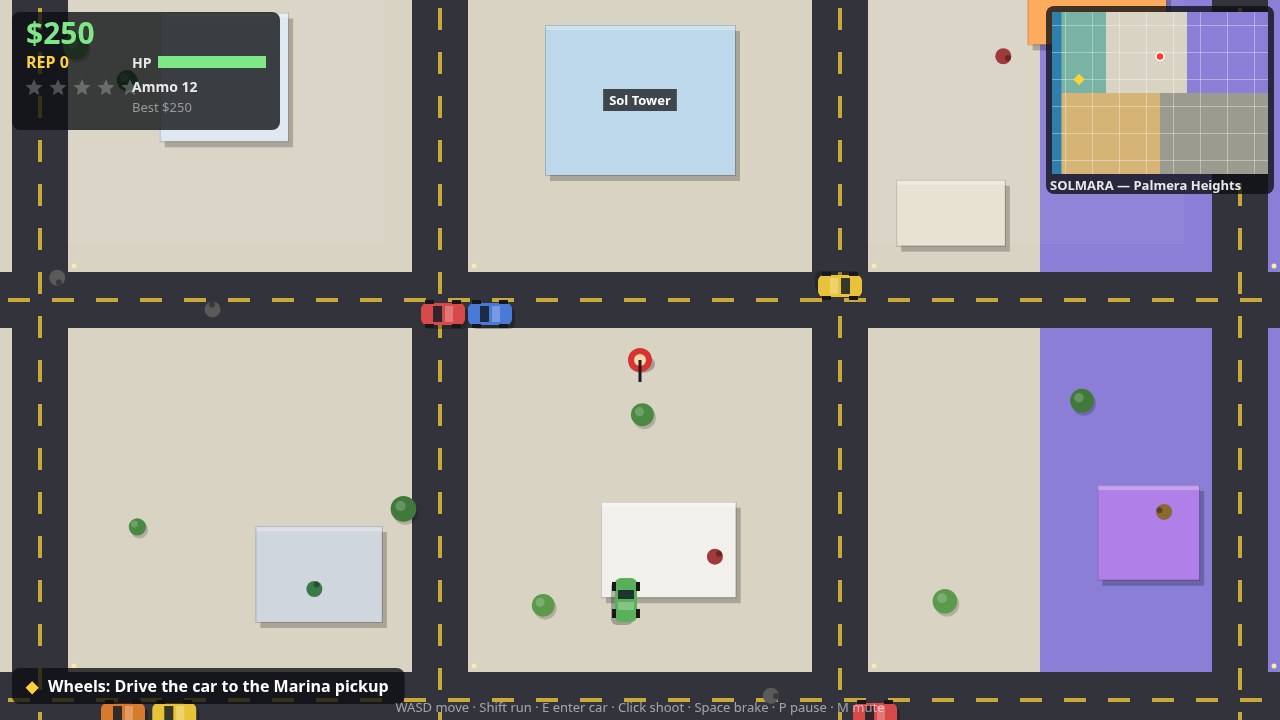 $250
REP 0
HP
Ammo 12
Best $250
Sol Tower
SOLMARA — Palmera Heights
Wheels: Drive the car to the Marina pickup
WASD move · Shift run · E enter car · Click shoot · Space brake · P pause · M mute